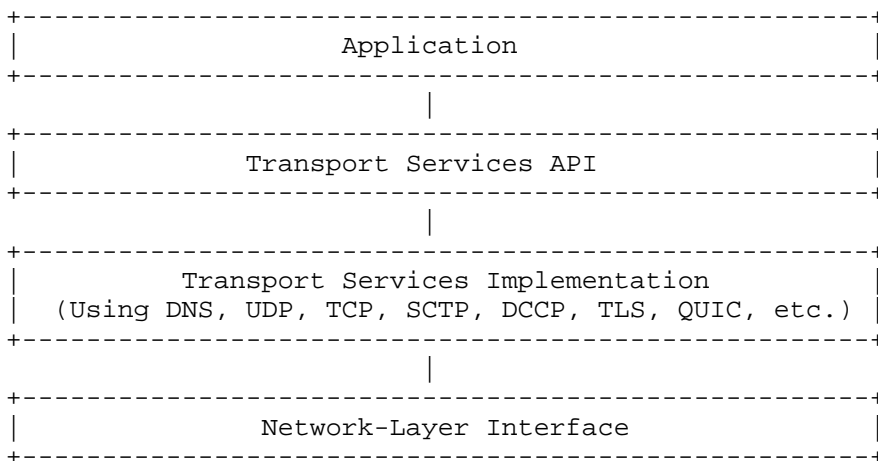 Application
Transport Services API
Transport Services Implementation
(Using DNS, UDP, TCP, SCTP, DCCP, TLS, QUIC, etc.)
Network-Layer Interface